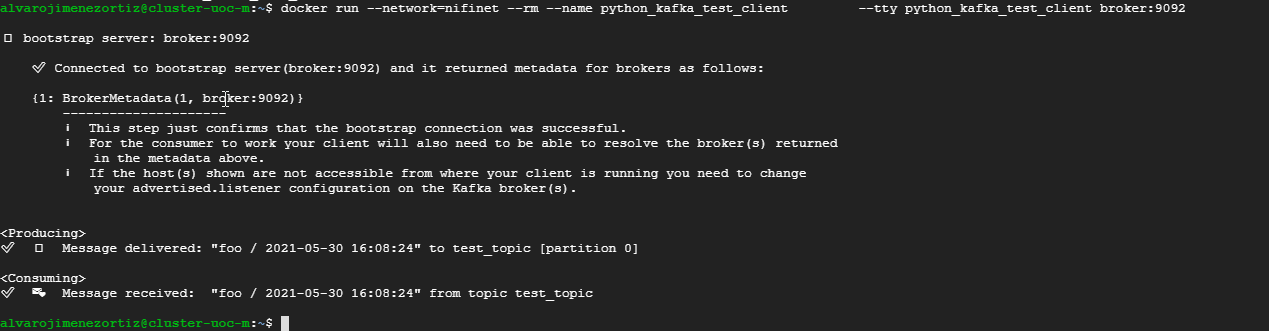 alvarojimenezortiz@cluster-uoc-m:~$ docker run --network=nifinet --rm --name python_kafka_test_client         --tty python_kafka_test_client broker:9092
bootstrap server: broker:9092
✓ Connected to bootstrap server(broker:9092) and it returned metadata for brokers as follows:
{1: BrokerMetadata(1, broker:9092)}
---------------------
i  This step just confirms that the bootstrap connection was successful.
i  For the consumer to work your client will also need to be able to resolve the broker(s) returned
in the metadata above.
i  If the host(s) shown are not accessible from where your client is running you need to change
your advertised.listener configuration on the Kafka broker(s).
<Producing>
✓  Message delivered: "foo / 2021-05-30 16:08:24" to test_topic [partition 0]
<Consuming>
✓  Message received:  "foo / 2021-05-30 16:08:24" from topic test_topic
alvarojimenezortiz@cluster-uoc-m:~$